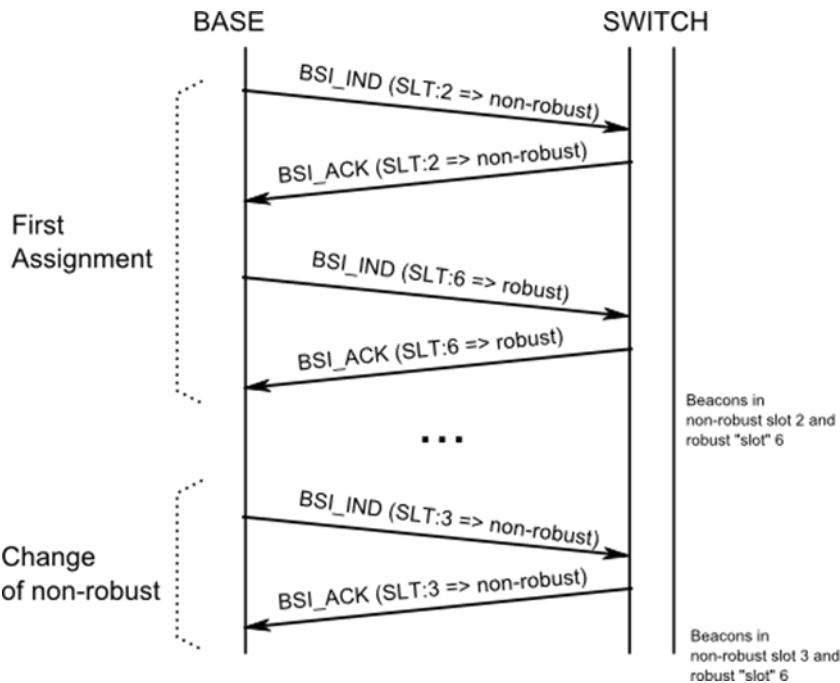 BASE
SWITCH
BSI_IND (SLT:2 => non-robust)
BSI_ACK (SLT:2 => non-robust)
First
Assignment
BSI_IND (SLT:6 => robust)
BSI_ACK (SLT:6 => robust)
Beacons in
non-robust slot 2 and
robust "slot" 6
...
BSI_IND (SLT:3 => non-robust)
Change
of non-robust
BSI_ACK (SLT:3 => non-robust)
Beacons in
non-robust slot 3 and
robust "slot" 6